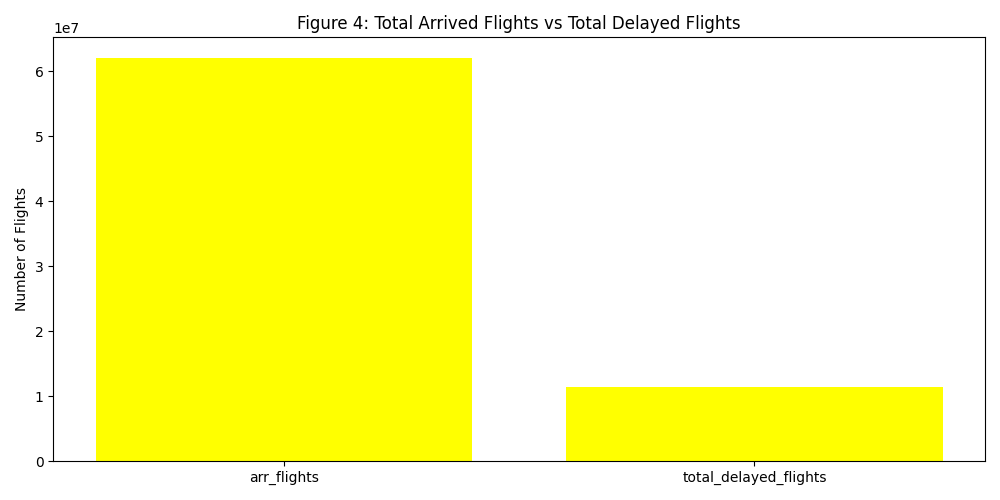 Figure 4: Total Arrived Flights vs Total Delayed Flights
1e7
6
5
4
3
2
1
0
Number of Flights
arr_flights
total_delayed_flights